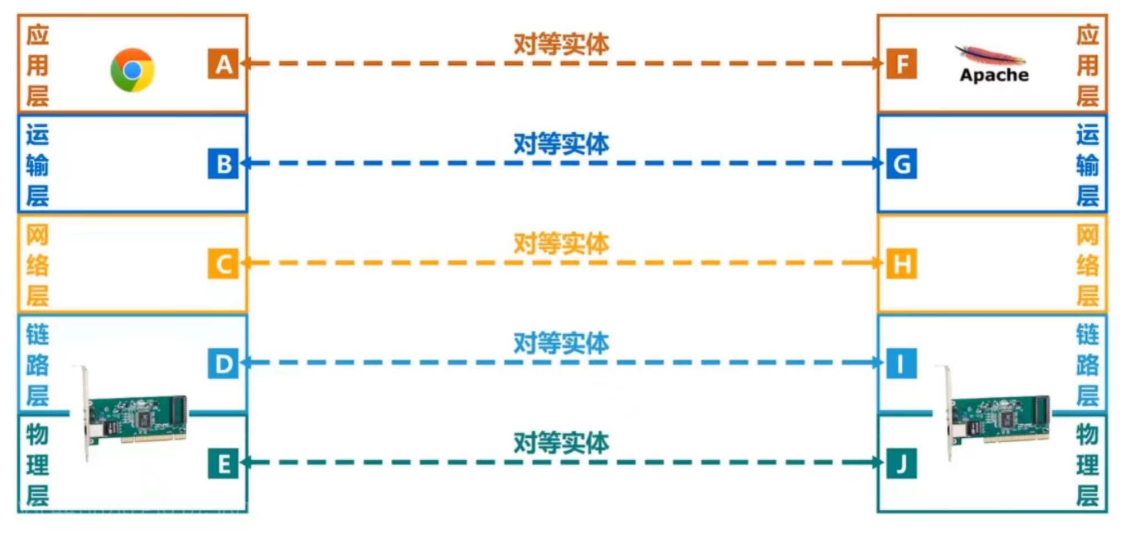 应用层
A
对等实体
F
Apache
应用层
运输层
B
对等实体
G
运输层
网络层
C
对等实体
H
网络层
链路层
D
对等实体
I
链路层
物理层
E
对等实体
J
物理层